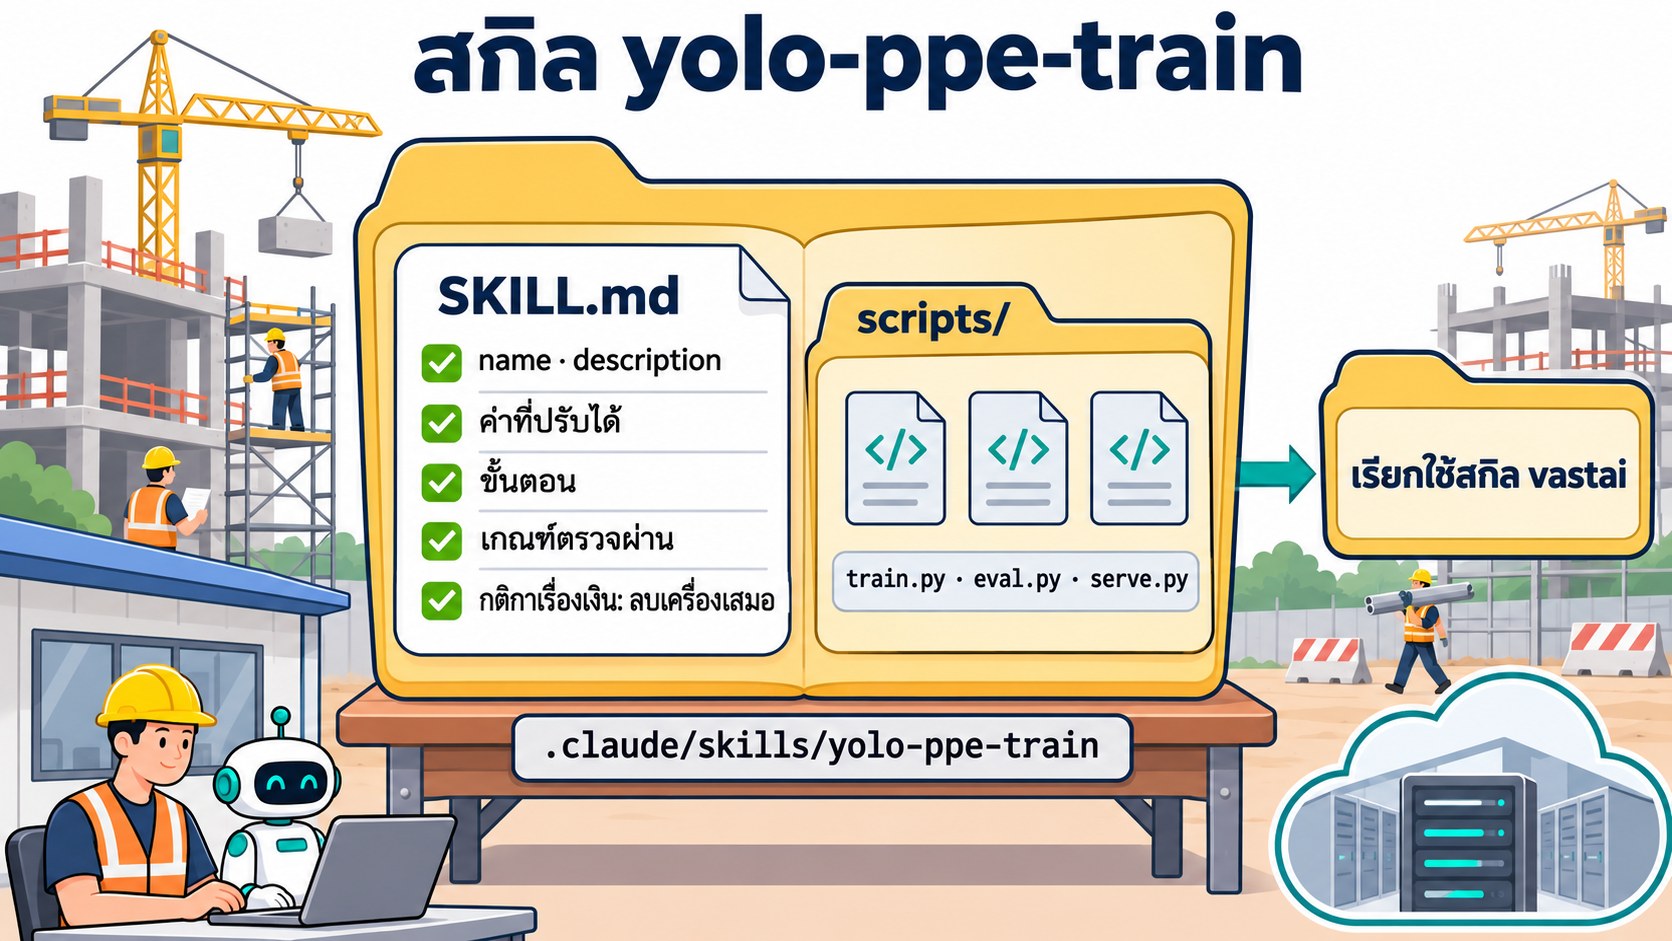 สกิล yolo-ppe-train
SKILL.md
name · description
ค่าที่ปรับได้
ขั้นตอน
เกณฑ์ตรวจผ่าน
กติกาเรื่องเงิน: ลบเครื่องเสมอ
scripts/
</>
</>
</>
train.py · eval.py · serve.py
เรียกใช้สกิล vastai
.claude/skills/yolo-ppe-train